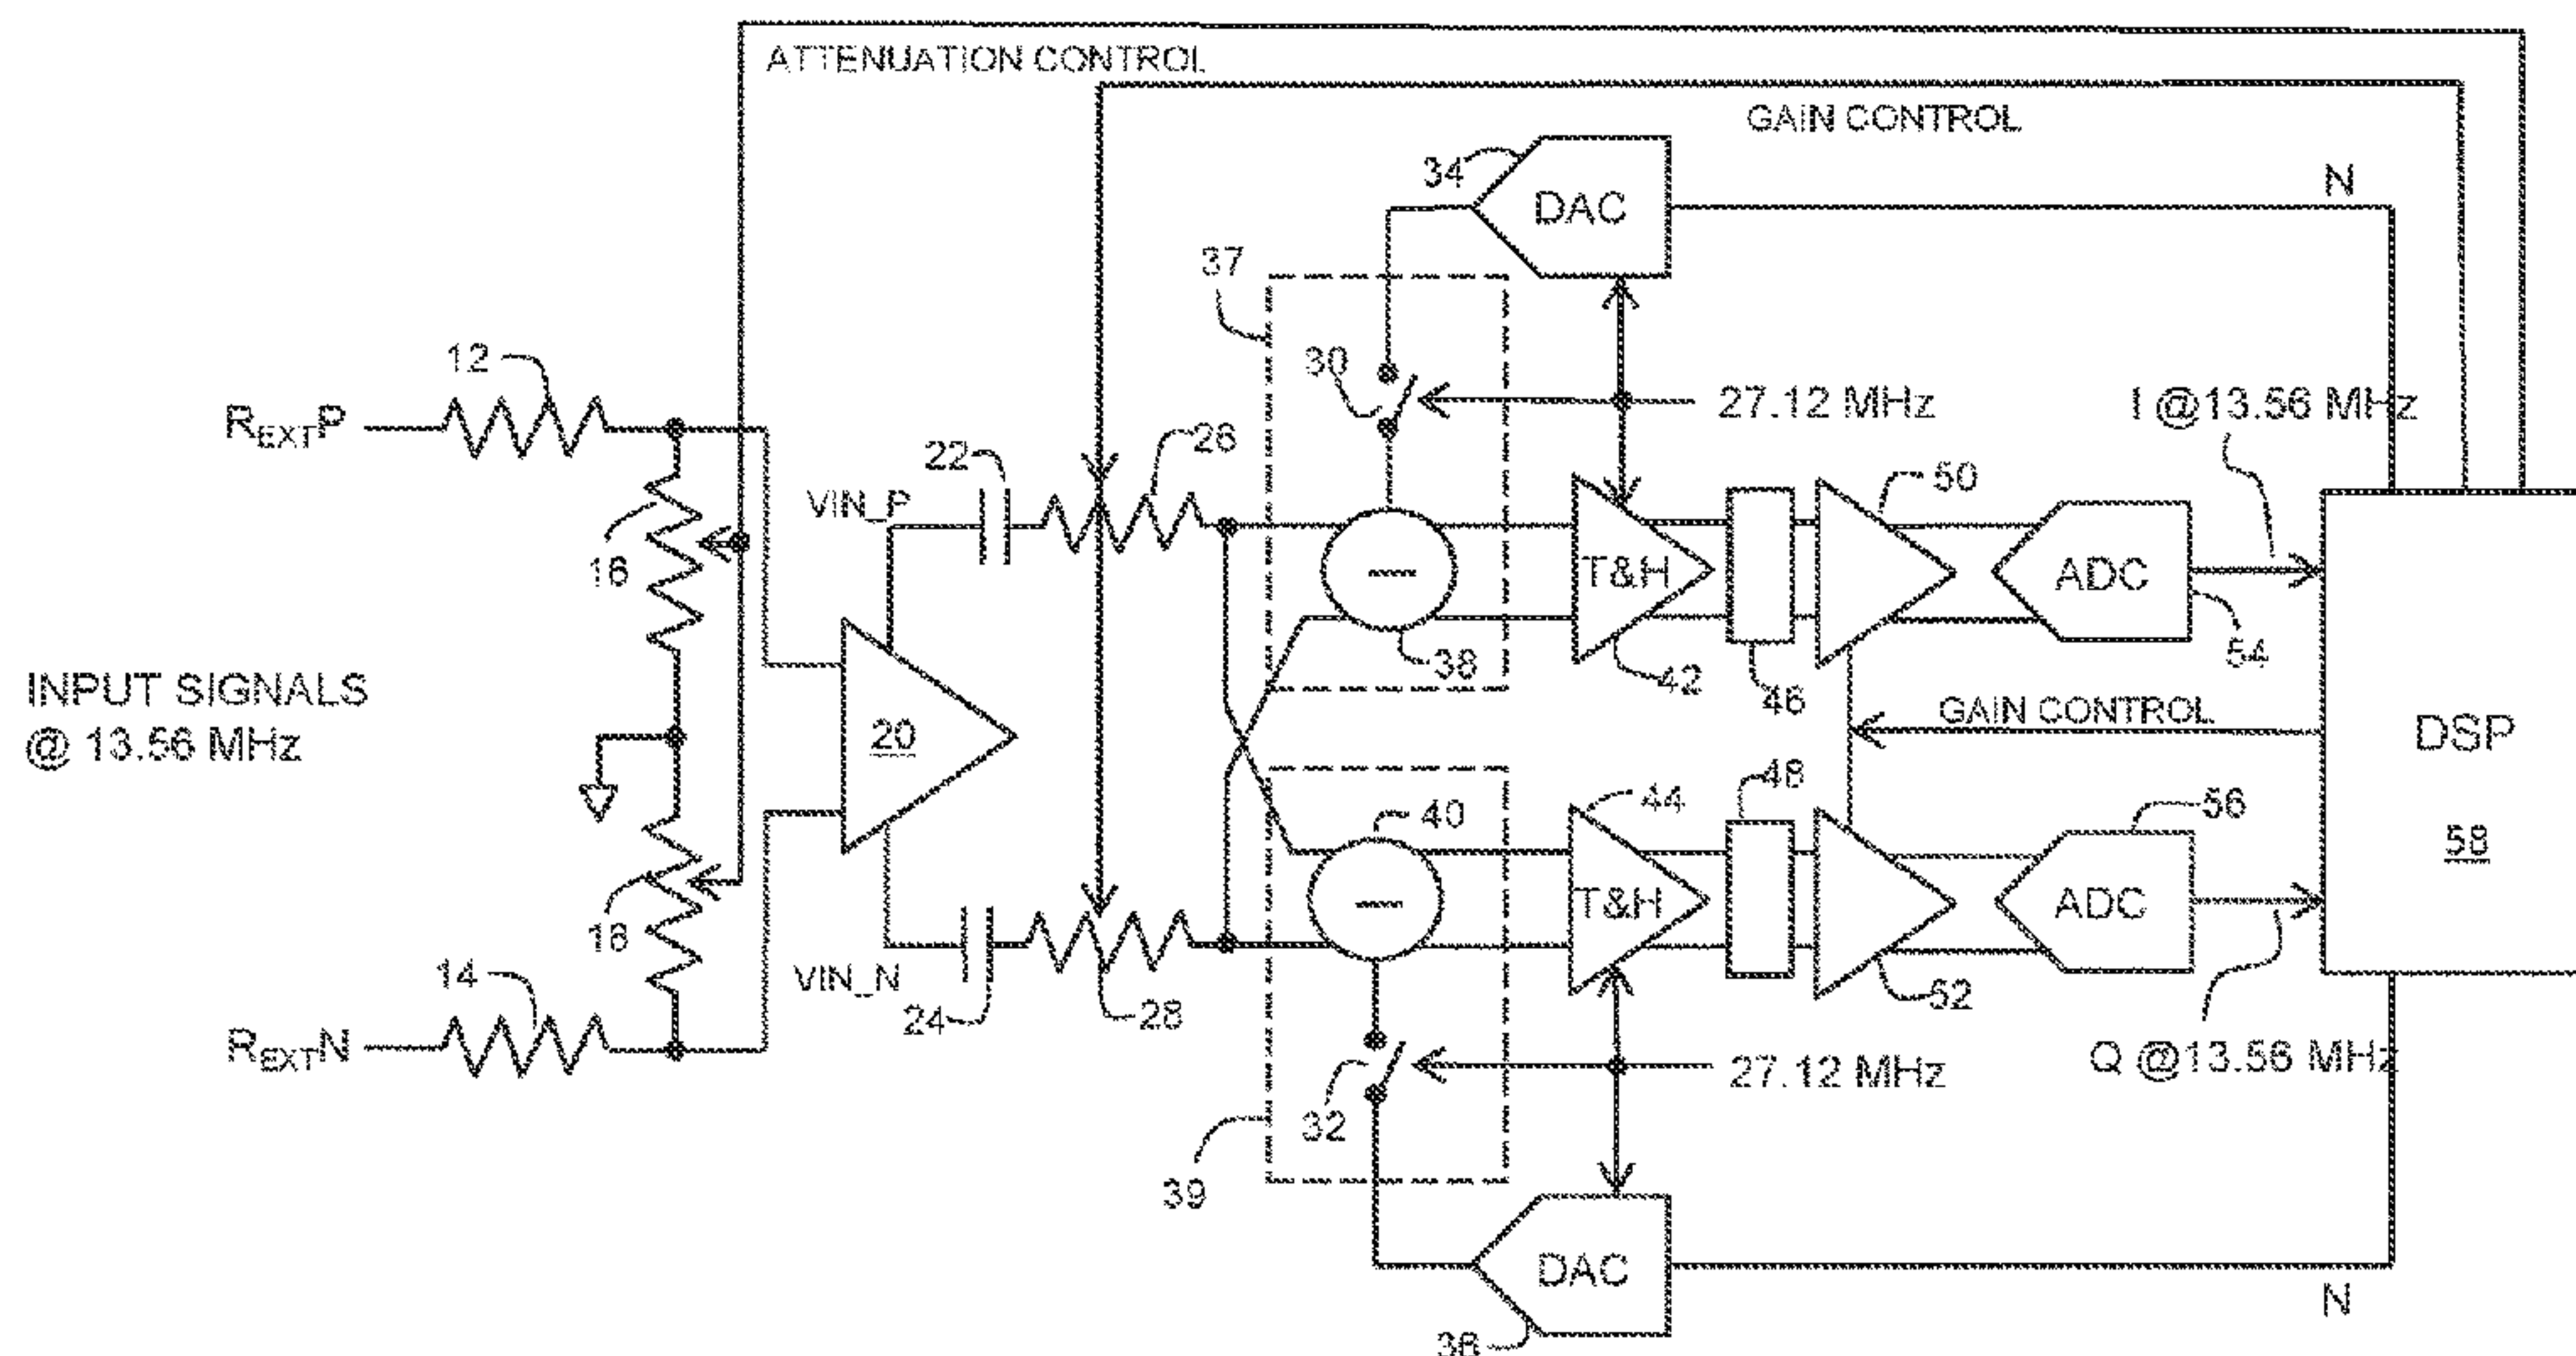 ATTENUATION CONTROL
GAIN CONTROL
34
DAC
N
37
12
30
27.12 MHz
I @13.56 MHz
REXTP
22
26
50
VIN_P
16
T&H
ADC
38
42
46
54
INPUT SIGNALS
@ 13.56 MHz
20
GAIN CONTROL
DSP
58
40
44
48
56
18
T&H
ADC
14
VIN_N
24
28
52
REXTN
32
27.12 MHz
Q @13.56 MHz
39
DAC
N
36